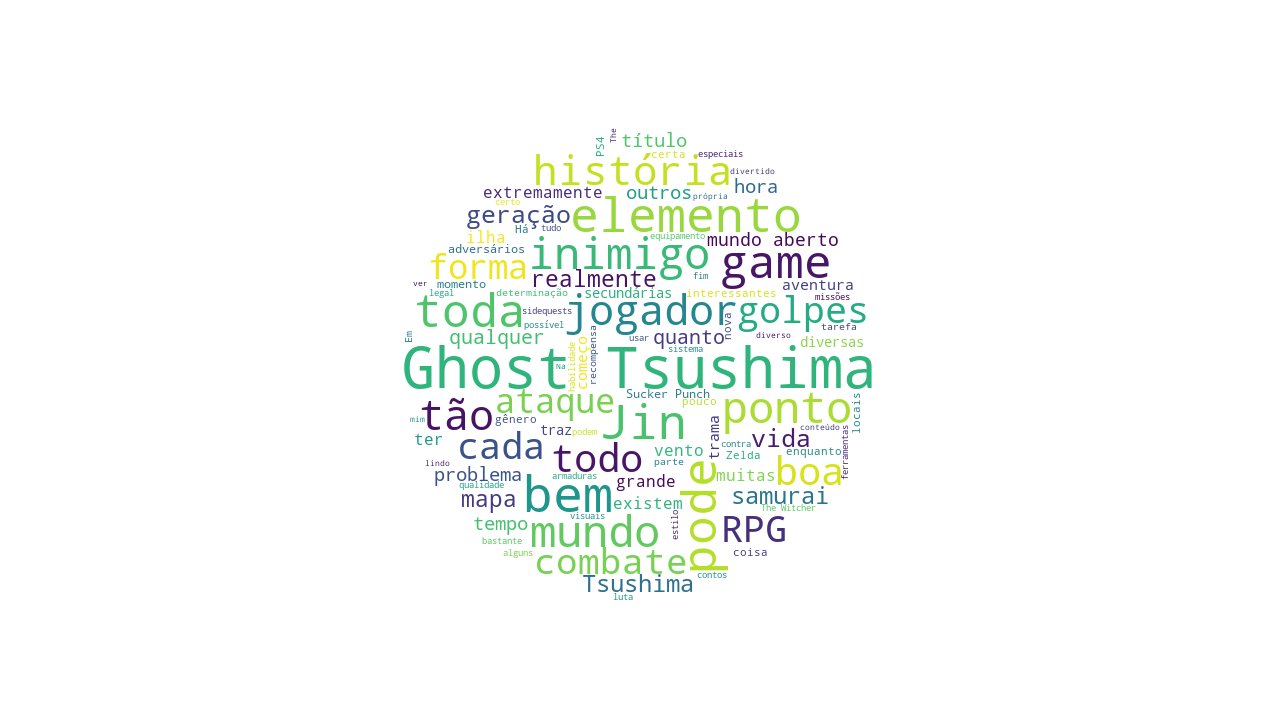 The
PS4
título
certa
especiais
história
divertido
extremamente
outros
própria
hora
certo
geração
elemento
Há
tudo
ilha
equipamento
mundo aberto
adversários
inimigo
game
forma
fim
realmente
ver
momento
aventura
legal
determinação
secundárias
interessantes
missões
toda
sidequests
jogador
golpes
possível
nova
tarefa
Em
qualquer
usar
quanto
diverso
diversas
sistema
começo
recompensa
habilidade
Ghost Tsushima
Na
ataque
Sucker Punch
pouco
ponto
locais
mim
tão
gênero
Jin
traz
podem
trama
conteúdo
ter
cada
todo
vento
contra
vida
enquanto
ferramentas
lindo
parte
Zelda
problema
armaduras
grande
pode
muitas
boa
qualidade
mapa
bem
existem
samurai
The Witcher
visuais
estilo
tempo
mundo
RPG
bastante
alguns
combate
coisa
Tsushima
contos
luta